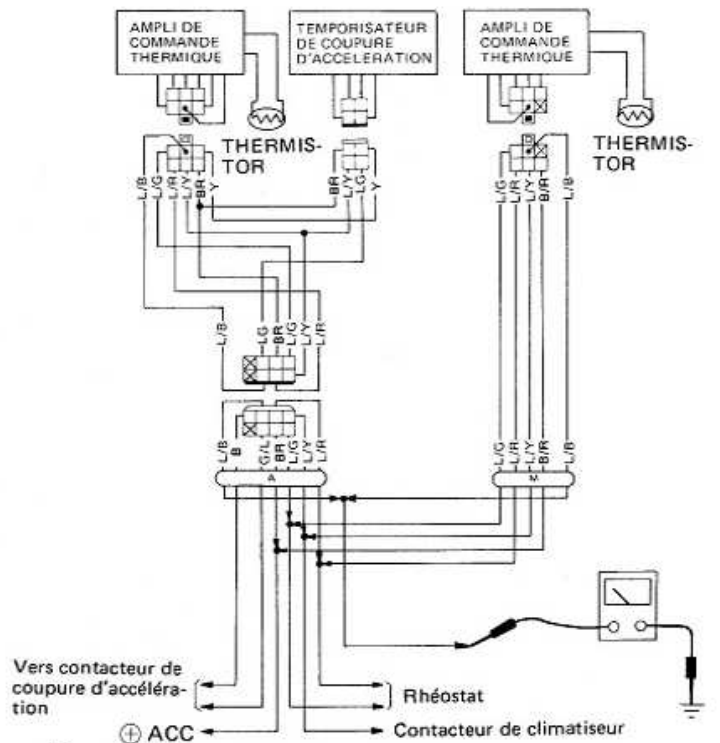 AMPLI DE
COMMANDE
THERMIQUE
TEMPORISATEUR
DE COUPURE
D'ACCELERATION
AMPLI DE
COMMANDE
THERMIQUE
THERMIS-
TOR
THERMIS-
TOR
L/B
L/G
L/R
L/Y
BR
Y
BR
L/Y
LG
L/G
L/R
L/Y
B/R
L/B
L/B
LG
BR
L/G
L/Y
L/R
L/B
B
G/L
BR
L/G
L/Y
L/R
L/G
L/R
L/Y
B/R
L/B
A
M
Vers contacteur de
coupure d'accéléra-
tion
Rhéostat
+ ACC
Contacteur de climatiseur